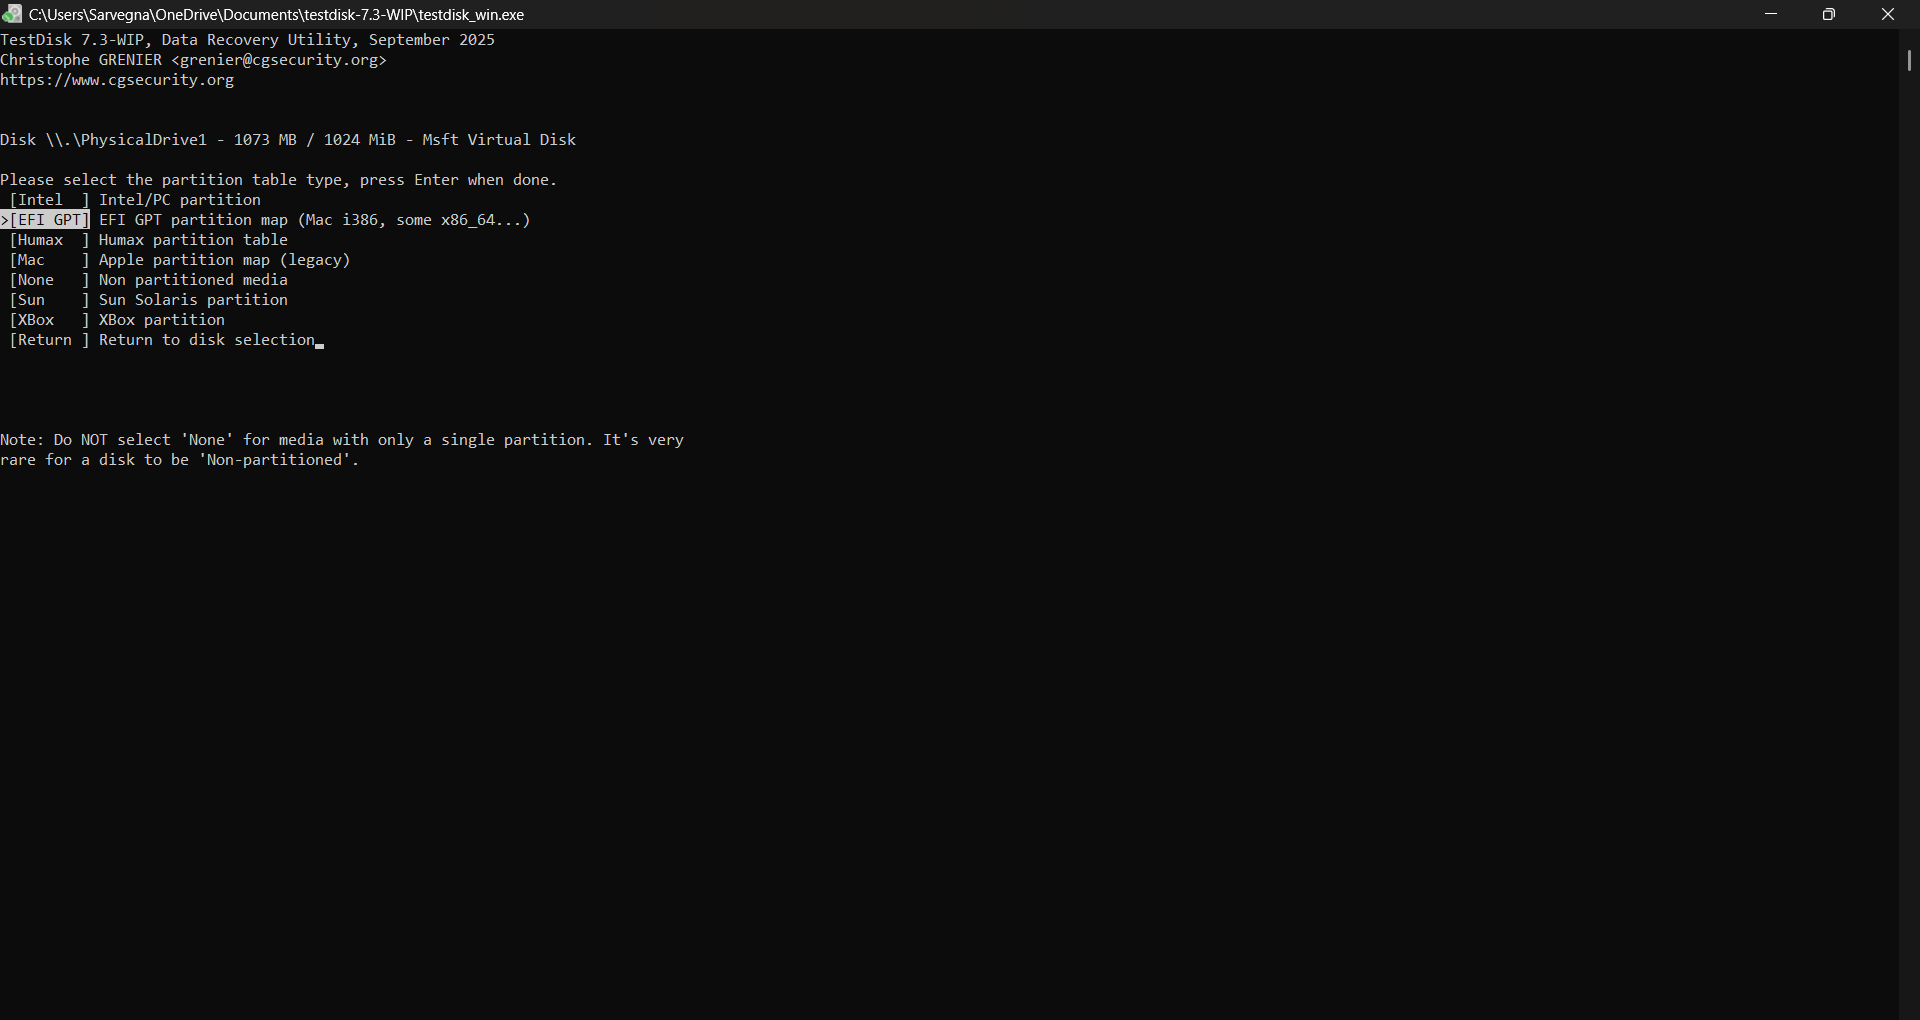 C:\Users\Sarvegna\OneDrive\Documents\testdisk-7.3-WIP\testdisk_win.exe
TestDisk 7.3-WIP, Data Recovery Utility, September 2025
Christophe GRENIER <grenier@cgsecurity.org>
https://www.cgsecurity.org
Disk \\.\PhysicalDrive1 - 1073 MB / 1024 MiB - Msft Virtual Disk
Please select the partition table type, press Enter when done.
 [Intel  ] Intel/PC partition
>[EFI GPT] EFI GPT partition map (Mac i386, some x86_64...)
 [Humax  ] Humax partition table
 [Mac    ] Apple partition map (legacy)
 [None   ] Non partitioned media
 [Sun    ] Sun Solaris partition
 [XBox   ] XBox partition
 [Return ] Return to disk selection
Note: Do NOT select 'None' for media with only a single partition. It's very
rare for a disk to be 'Non-partitioned'.